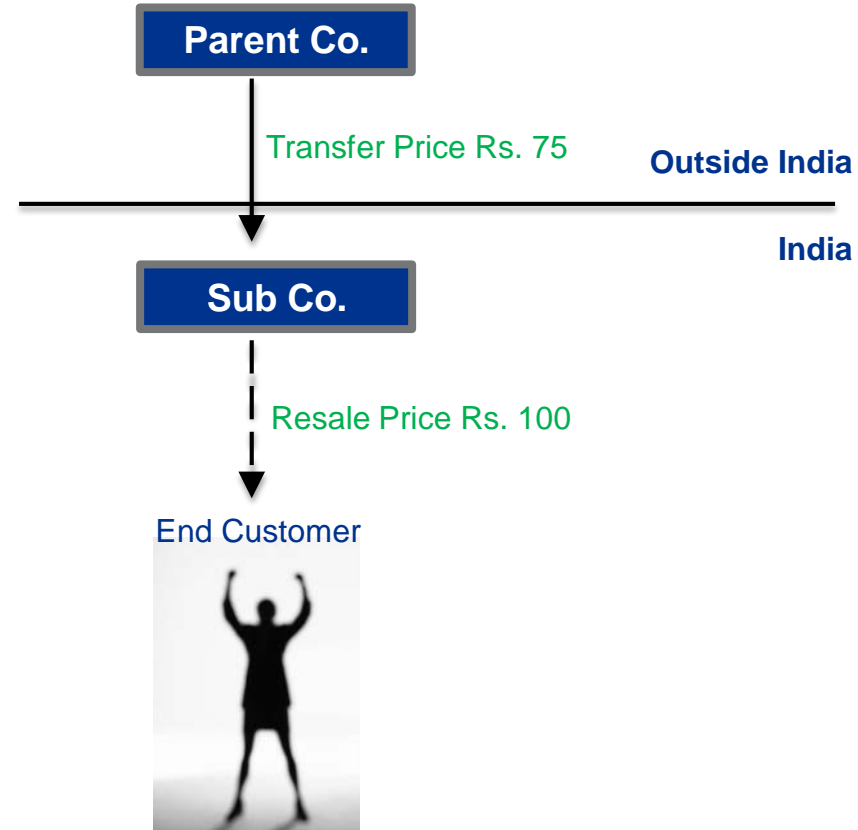 Parent Co.
Transfer Price Rs. 75
Outside India
India
Sub Co.
Resale Price Rs. 100
End Customer